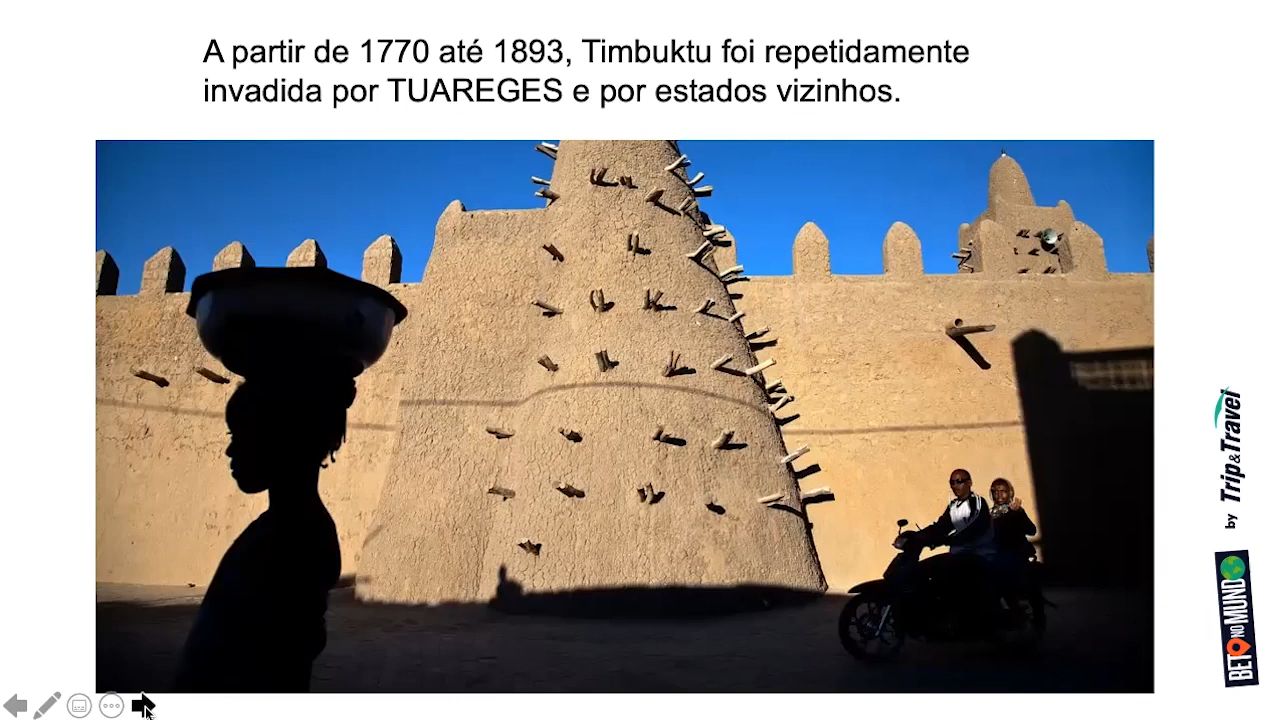 A partir de 1770 até 1893, Timbuktu foi repetidamente
invadida por TUAREGES e por estados vizinhos.
by Trip&Travel
BETO NO MUNDO